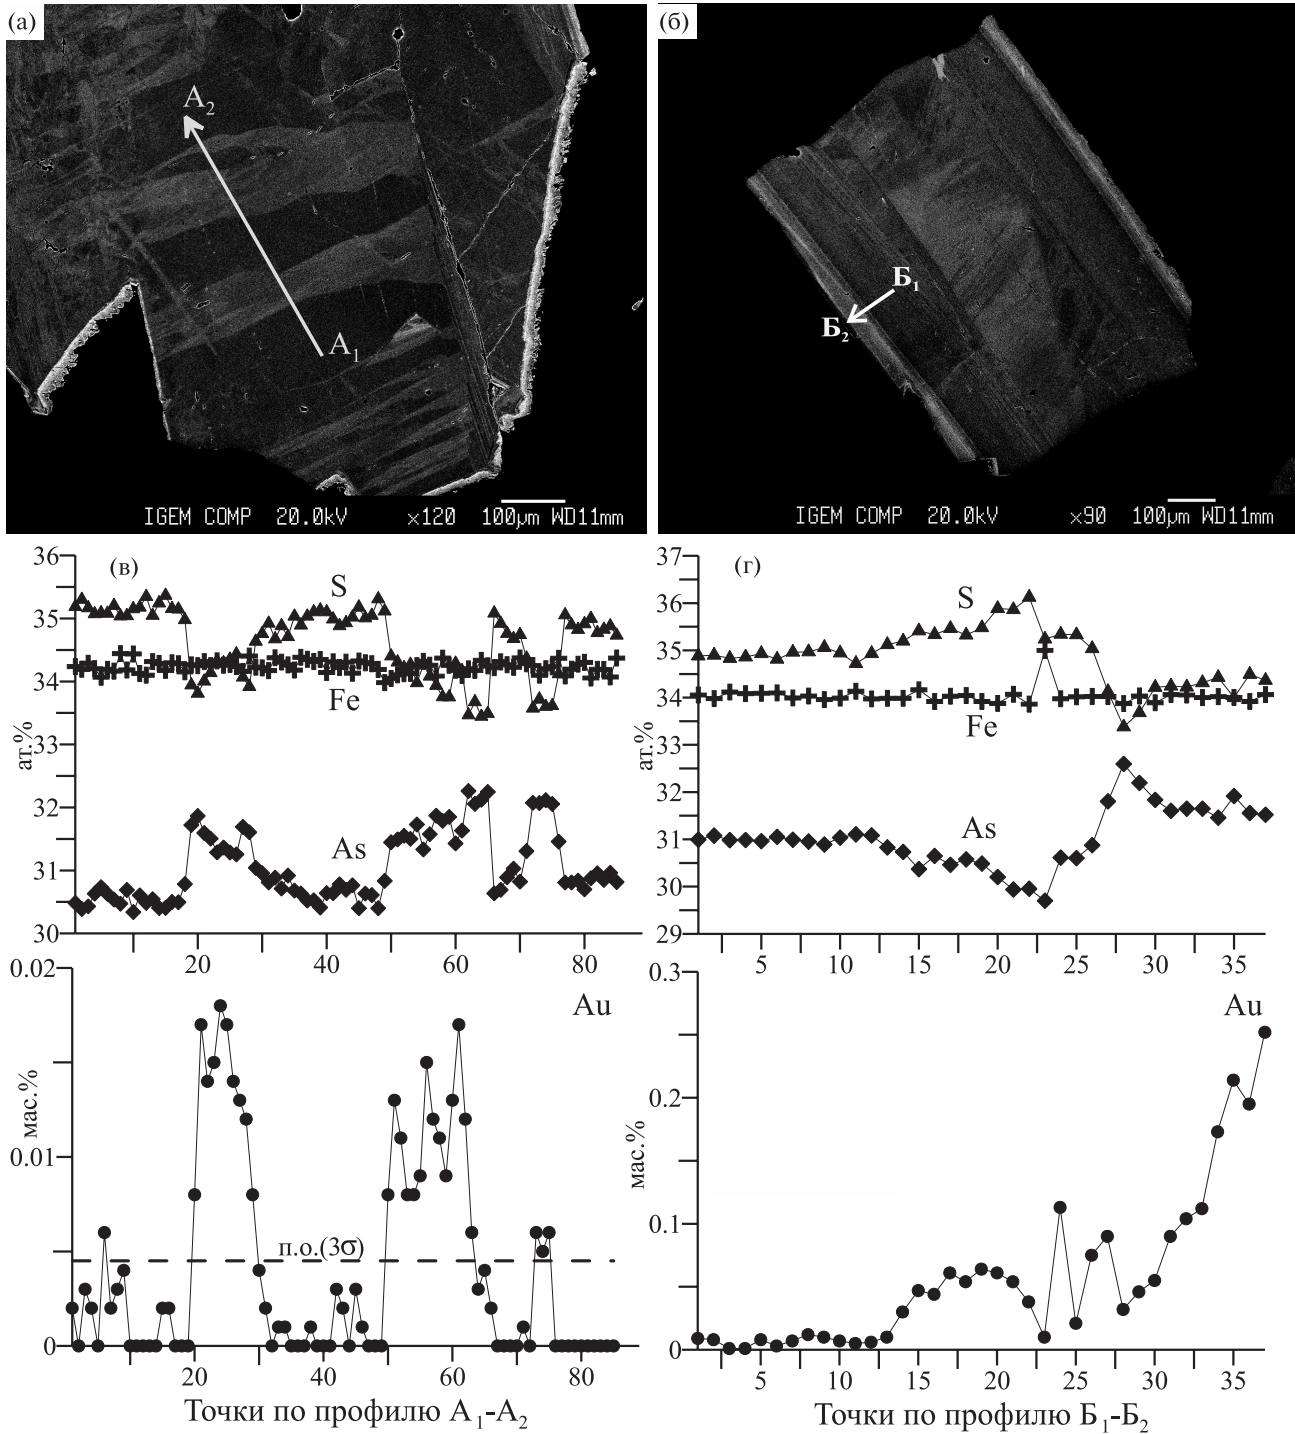 (а)
А2
А1
IGEM COMP 20.0kV ×120 100µm WD11mm
(б)
Б1
Б2
IGEM COMP 20.0kV ×90 100µm WD11mm
(в)
36
35
34
33
32
31
30
ат.%
S
Fe
As
20 40 60 80
(г)
37
36
35
34
33
32
31
30
29
ат.%
S
Fe
As
5 10 15 20 25 30 35
0.02
0.01
0
мас.%
Au
п.о.(3σ)
20 40 60 80
Точки по профилю А1-А2
0.3
0.2
0.1
0
мас.%
Au
5 10 15 20 25 30 35
Точки по профилю Б1-Б2